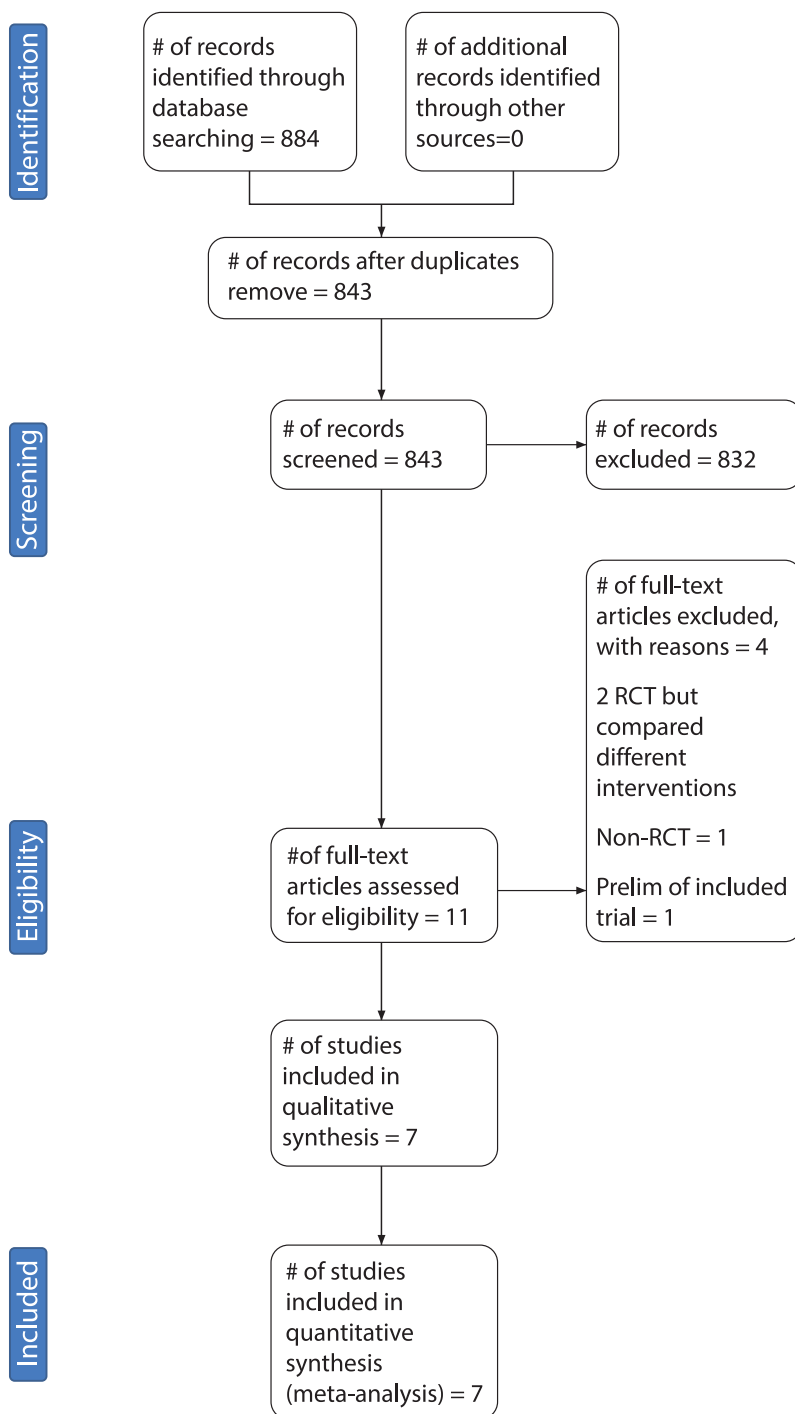 Identification
# of records
identified through
database
searching = 884
# of additional
records identified
through other
sources=0
# of records after duplicates
remove = 843
Screening
# of records
screened = 843
# of records
excluded = 832
# of full-text
articles excluded,
with reasons = 4
2 RCT but
compared
different
interventions
Non-RCT = 1
Prelim of included
trial = 1
Eligibility
#of full-text
articles assessed
for eligibility = 11
# of studies
included in
qualitative
synthesis = 7
Included
# of studies
included in
quantitative
synthesis
(meta-analysis) = 7